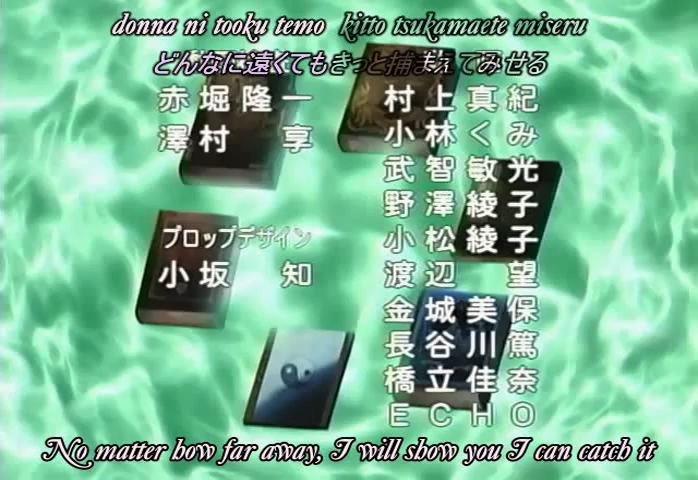 donna ni tooku temo kitto tsukamaete miseru
どんなに遠くてもきっと捕まえてみせる
赤堀隆一
澤村 享
プロップデザイン
小坂 知
村上真紀
小林くみ
武智敏光
野澤綾子
小松綾子
渡辺 望
金城美保
長谷川篤
橋立佳奈
ECHO
No matter how far away, I will show you I can catch it